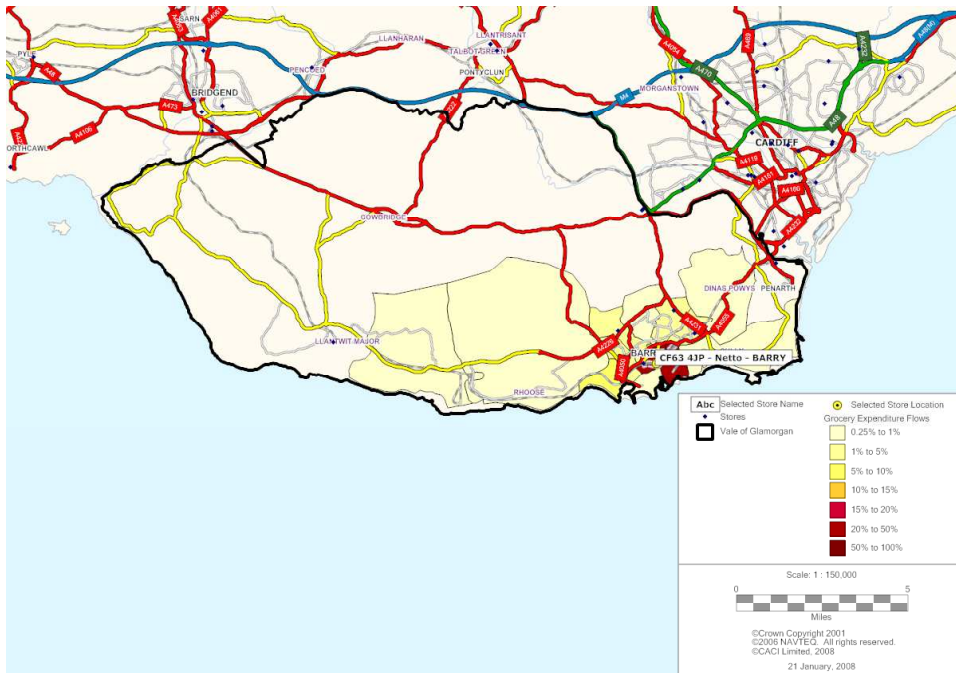 SARN
LLANHARAN
LLANTRISANT
TALBOT GREEN
PYLE
A48
PENCOED
PONTYCLUN
BRIDGEND
A473
A4106
222
M4
MORGANSTOWN
A4054
A470
A469
A4232
A48(M)
A48
CARDIFF
A4119
A4161
A4160
COWBRIDGE
DINAS POWYS
PENARTH
A4231
A4055
A4226
A4050
LLANTWIT MAJOR
RHOOSE
BARR
CF63 4JP - Netto - BARRY
Abc Selected Store Name
Stores
Vale of Glamorgan
Selected Store Location
Grocery Expenditure Flows
0.25% to 1%
1% to 5%
5% to 10%
10% to 15%
15% to 20%
20% to 50%
50% to 100%
Scale: 1 : 150,000
0 5
Miles
©Crown Copyright 2001
©2006 NAVTEQ. All rights reserved.
©CACI Limited, 2008
21 January, 2008